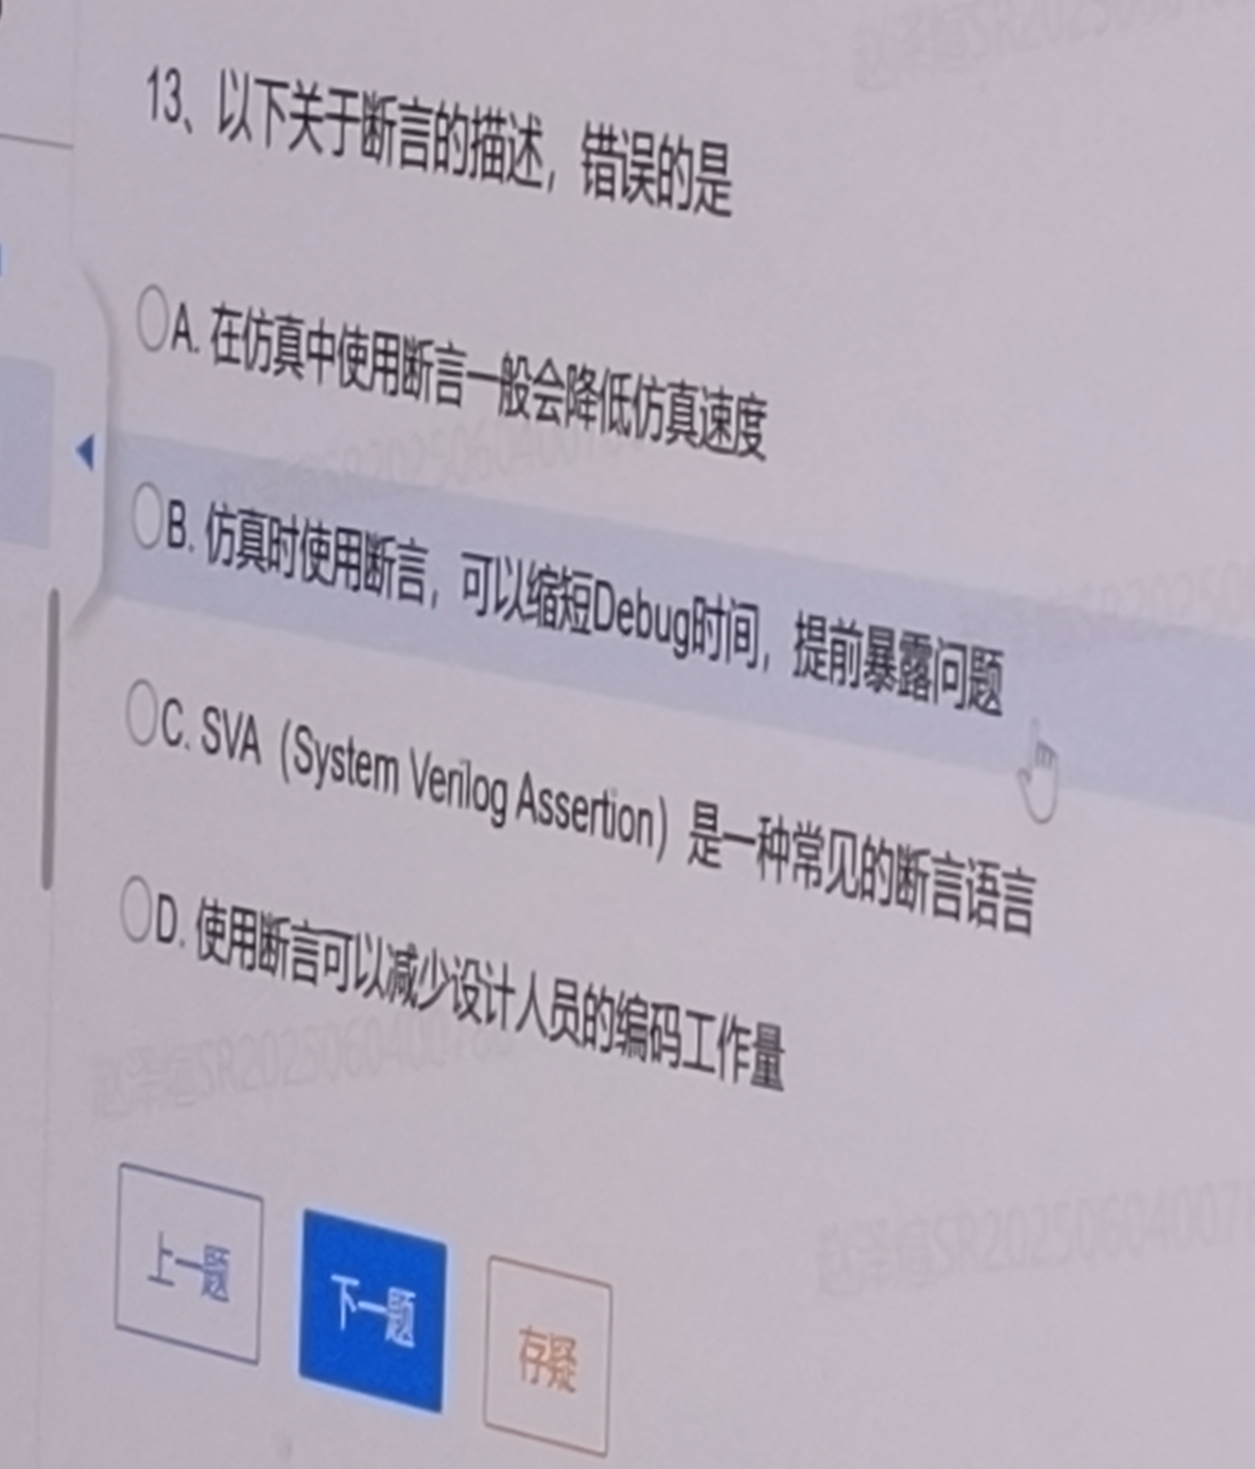 13、以下关于断言的描述，错误的是
A. 在仿真中使用断言一般会降低仿真速度
B. 仿真时使用断言，可以缩短Debug时间，提前暴露问题
C. SVA（System Verilog Assertion）是一种常见的断言语言
D. 使用断言可以减少设计人员的编码工作量
上一题 下一题 存疑